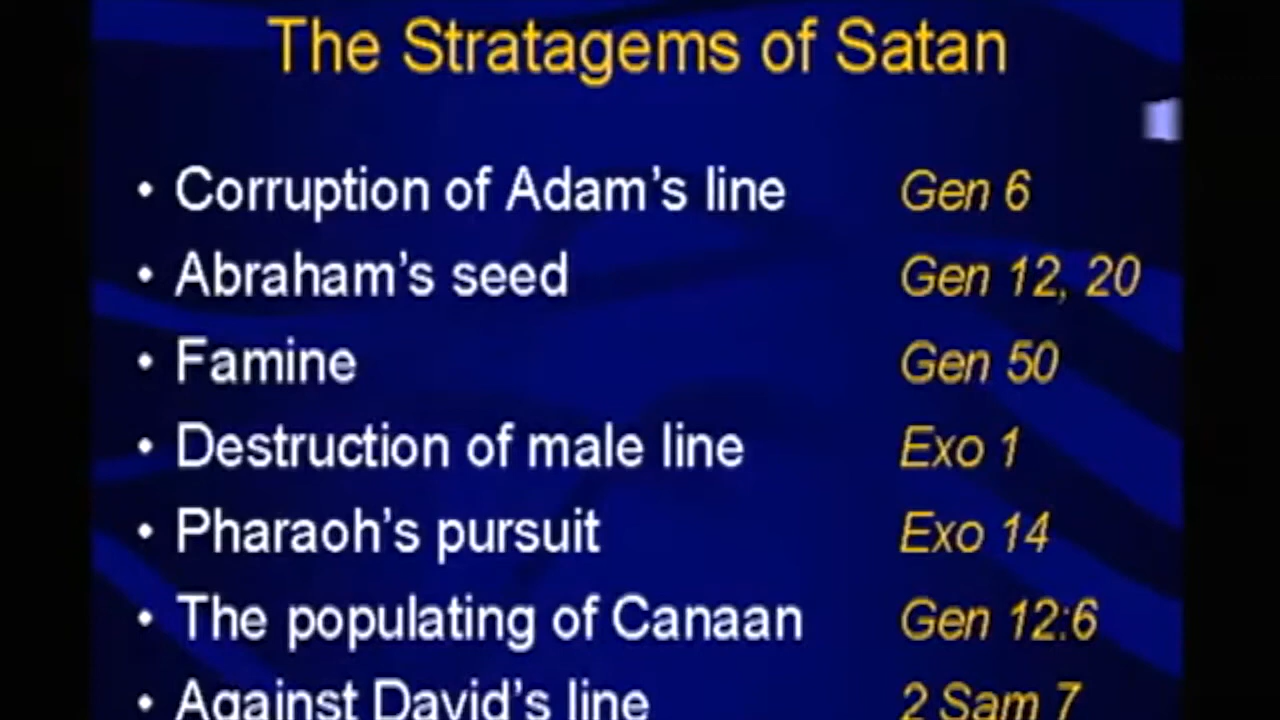 The Stratagems of Satan
• Corruption of Adam's line Gen 6
• Abraham's seed Gen 12, 20
• Famine Gen 50
• Destruction of male line Exo 1
• Pharaoh's pursuit Exo 14
• The populating of Canaan Gen 12:6
• Against David's line 2 Sam 7